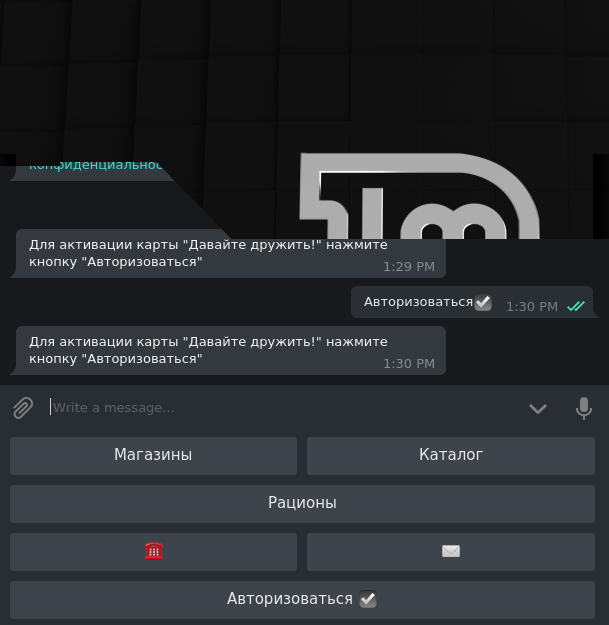 конфиденциальнос
Для активации карты "Давайте дружить!" нажмите
кнопку "Авторизоваться"
1:29 PM
Авторизоваться
1:30 PM
Для активации карты "Давайте дружить!" нажмите
кнопку "Авторизоваться"
1:30 PM
Write a message...
Магазины
Каталог
Рационы
Авторизоваться